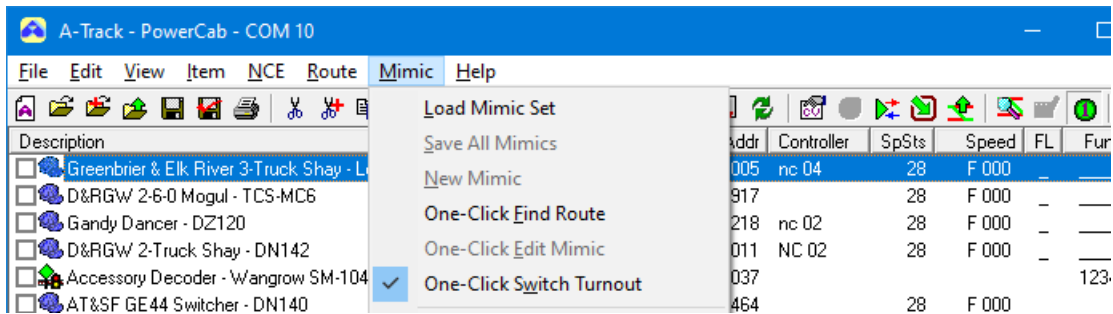 A-Track - PowerCab - COM 10
File Edit View Item NCE Route Mimic Help
Load Mimic Set
Save All Mimics
New Mimic
One-Click Find Route
One-Click Edit Mimic
One-Click Switch Turnout
Description Addr Controller SpSts Speed FL
Greenbrier & Elk River 3-Truck Shay - 005 nc 04 28 F 000 _
D&RGW 2-6-0 Mogul - TCS-MC6 917 28 F 000 _
Gandy Dancer - DZ120 218 nc 02 28 F 000 _
D&RGW 2-Truck Shay - DN142 011 NC 02 28 F 000 _
Accessory Decoder - Wangrow SM-104 037 1234
AT&SF GE44 Switcher - DN140 464 28 F 000